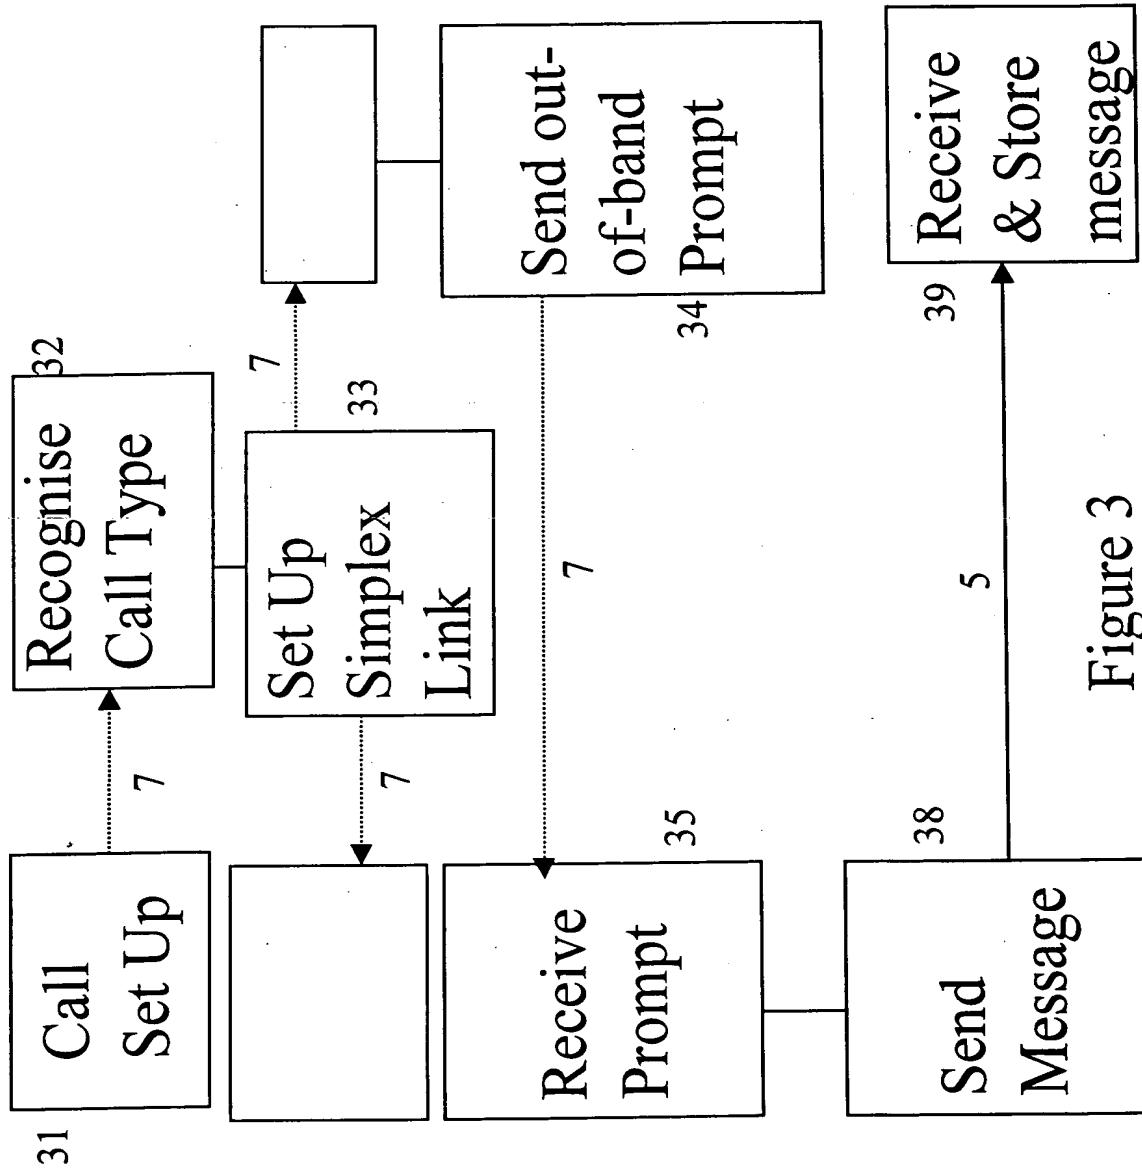 31
Call
Set Up
7
Recognise
Call Type
32
Set Up
Simplex
Link
33
7
7
Send out-
of-band
Prompt
34
7
Receive
Prompt
35
Send
Message
38
5
Receive
& Store
message
39
Figure 3